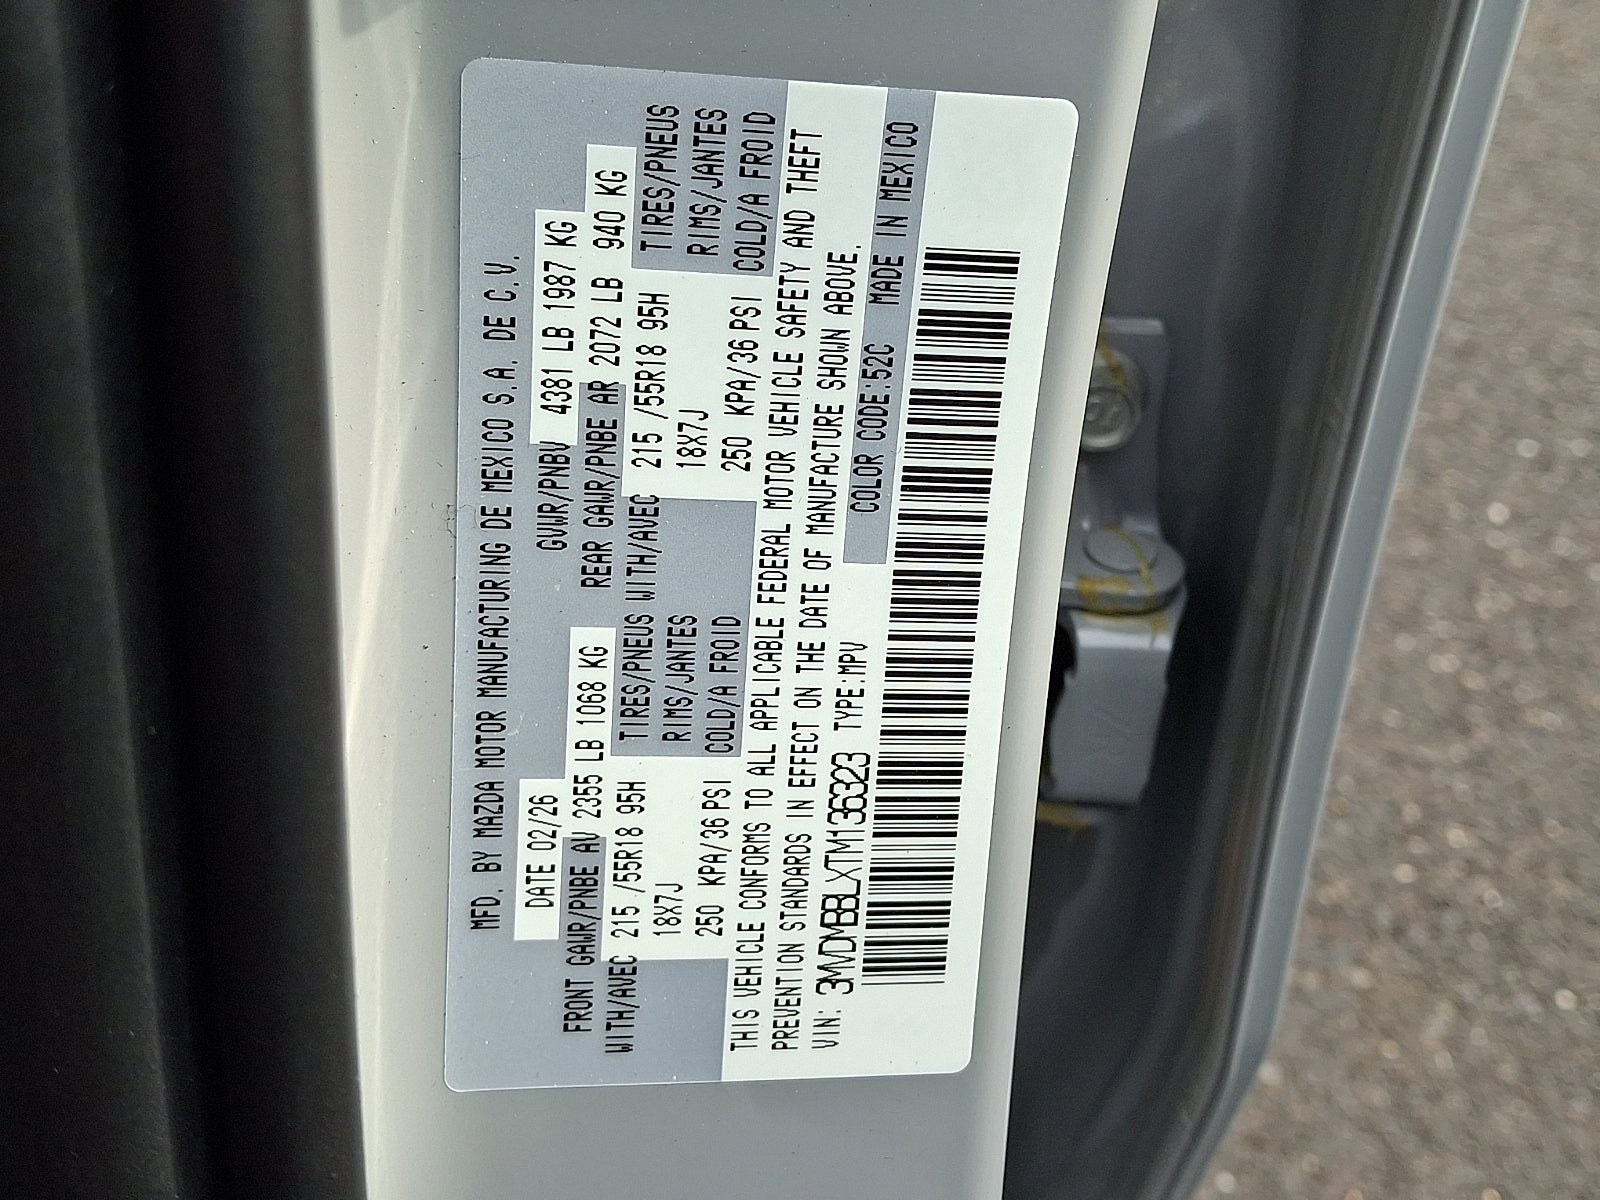 MFD. BY MAZDA MOTOR MANUFACTURING DE MEXICO S.A. DE C.V.
DATE 02/26 GVWR/PNBV 4381 LB 1987 KG
FRONT GAWR/PNBE AV 2355 LB 1068 KG REAR GAWR/PNBE AR 2072 LB 940 KG
WITH/AVEC 215 /55R18 95H TIRES/PNEUS WITH/AVEC 215 /55R18 95H TIRES/PNEUS
18X7J RIMS/JANTES 18X7J RIMS/JANTES
250 KPA/36 PSI COLD/A FROID 250 KPA/36 PSI COLD/A FROID
THIS VEHICLE CONFORMS TO ALL APPLICABLE FEDERAL MOTOR VEHICLE SAFETY AND THEFT
PREVENTION STANDARDS IN EFFECT ON THE DATE OF MANUFACTURE SHOWN ABOVE.
VIN: 3MVDMBBLXTM136323 TYPE:MPV COLOR CODE:52C MADE IN MEXICO